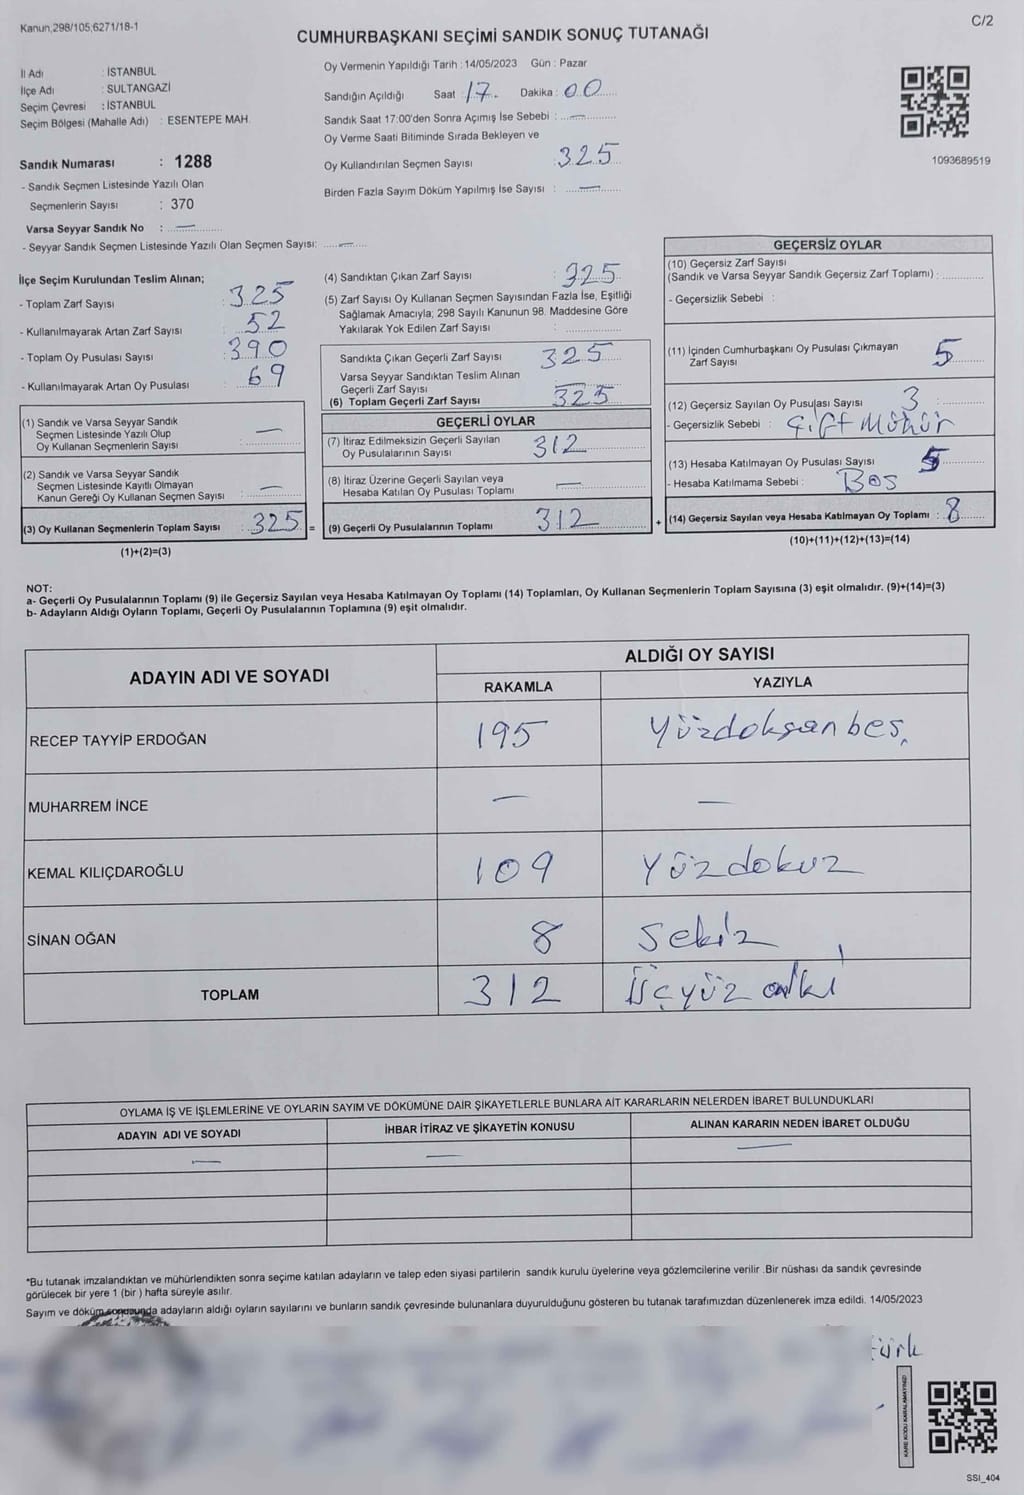 Kanun,298/105,6271/18-1
C/2
CUMHURBAŞKANI SEÇİMİ SANDIK SONUÇ TUTANAĞI
İl Adı : İSTANBUL
İlçe Adı : SULTANGAZİ
Seçim Çevresi : İSTANBUL
Seçim Bölgesi (Mahalle Adı) : ESENTEPE MAH.
Sandık Numarası : 1288
- Sandık Seçmen Listesinde Yazılı Olan
Seçmenlerin Sayısı : 370
Varsa Seyyar Sandık No : —
- Seyyar Sandık Seçmen Listesinde Yazılı Olan Seçmen Sayısı: —
Oy Vermenin Yapıldığı Tarih : 14/05/2023 Gün : Pazar
Sandığın Açıldığı Saat : 17 Dakika : 00
Sandık Saat 17:00'den Sonra Açımış İse Sebebi : —
Oy Verme Saati Bitiminde Sırada Bekleyen ve
Oy Kullandırılan Seçmen Sayısı : 325
Birden Fazla Sayım Döküm Yapılmış İse Sayısı : —
1093689519
İlçe Seçim Kurulundan Teslim Alınan;
- Toplam Zarf Sayısı : 325
- Kullanılmayarak Artan Zarf Sayısı : 52
- Toplam Oy Pusulası Sayısı : 390
- Kullanılmayarak Artan Oy Pusulası : 69
(1) Sandık ve Varsa Seyyar Sandık
Seçmen Listesinde Yazılı Olup
Oy Kullanan Seçmenlerin Sayısı : —
(2) Sandık ve Varsa Seyyar Sandık
Seçmen Listesinde Kayıtlı Olmayan
Kanun Gereği Oy Kullanan Seçmen Sayısı : —
(3) Oy Kullanan Seçmenlerin Toplam Sayısı : 325 =
(1)+(2)=(3)
(4) Sandıktan Çıkan Zarf Sayısı : 325
(5) Zarf Sayısı Oy Kullanan Seçmen Sayısından Fazla İse, Eşitliği
Sağlamak Amacıyla; 298 Sayılı Kanunun 98. Maddesine Göre
Yakılarak Yok Edilen Zarf Sayısı :
Sandıkta Çıkan Geçerli Zarf Sayısı : 325
Varsa Seyyar Sandıktan Teslim Alınan
Geçerli Zarf Sayısı : —
(6) Toplam Geçerli Zarf Sayısı : 325
GEÇERLİ OYLAR
(7) İtiraz Edilmeksizin Geçerli Sayılan
Oy Pusulalarının Sayısı : 312
(8) İtiraz Üzerine Geçerli Sayılan veya
Hesaba Katılan Oy Pusulası Toplamı : —
(9) Geçerli Oy Pusulalarının Toplamı : 312 +
GEÇERSİZ OYLAR
(10) Geçersiz Zarf Sayısı
(Sandık ve Varsa Seyyar Sandık Geçersiz Zarf Toplamı) :
- Geçersizlik Sebebi :
(11) İçinden Cumhurbaşkanı Oy Pusulası Çıkmayan
Zarf Sayısı : 5
(12) Geçersiz Sayılan Oy Pusulası Sayısı : 3
- Geçersizlik Sebebi : Çift Mühür
(13) Hesaba Katılmayan Oy Pusulası Sayısı : 5
- Hesaba Katılmama Sebebi : Boş
(14) Geçersiz Sayılan veya Hesaba Katılmayan Oy Toplamı : 8
(10)+(11)+(12)+(13)=(14)
NOT:
a- Geçerli Oy Pusulalarının Toplamı (9) ile Geçersiz Sayılan veya Hesaba Katılmayan Oy Toplamı (14) Toplamları, Oy Kullanan Seçmenlerin Toplam Sayısına (3) eşit olmalıdır. (9)+(14)=(3)
b- Adayların Aldığı Oyların Toplamı, Geçerli Oy Pusulalarının Toplamına (9) eşit olmalıdır.
ADAYIN ADI VE SOYADI
ALDIĞI OY SAYISI
RAKAMLA YAZIYLA
RECEP TAYYİP ERDOĞAN 195 Yüzdoksanbeş
MUHARREM İNCE — —
KEMAL KILIÇDAROĞLU 109 Yüzdokuz
SİNAN OĞAN 8 Sekiz
TOPLAM 312 Üçyüz
OYLAMA İŞ VE İŞLEMLERİNE VE OYLARIN SAYIM VE DÖKÜMÜNE DAİR ŞİKAYETLERLE BUNLARA AİT KARARLARIN NELERDEN İBARET BULUNDUKLARI
ADAYIN ADI VE SOYADI İHBAR İTİRAZ VE ŞİKAYETİN KONUSU ALINAN KARARIN NEDEN İBARET OLDUĞU
— — —
*Bu tutanak imzalandıktan ve mühürlendikten sonra seçime katılan adayların ve talep eden siyasi partilerin sandık kurulu üyelerine veya gözlemcilerine verilir .Bir nüshası da sandık çevresinde
görülecek bir yere 1 (bir ) hafta süreyle asılır.
Sayım ve döküm sonucunda adayların aldığı oyların sayılarını ve bunların sandık çevresinde bulunanlara duyurulduğunu gösteren bu tutanak tarafımızdan düzenlenerek imza edildi. 14/05/2023
türk
KARE KODU KARALAMAYINIZ!
SSI_404